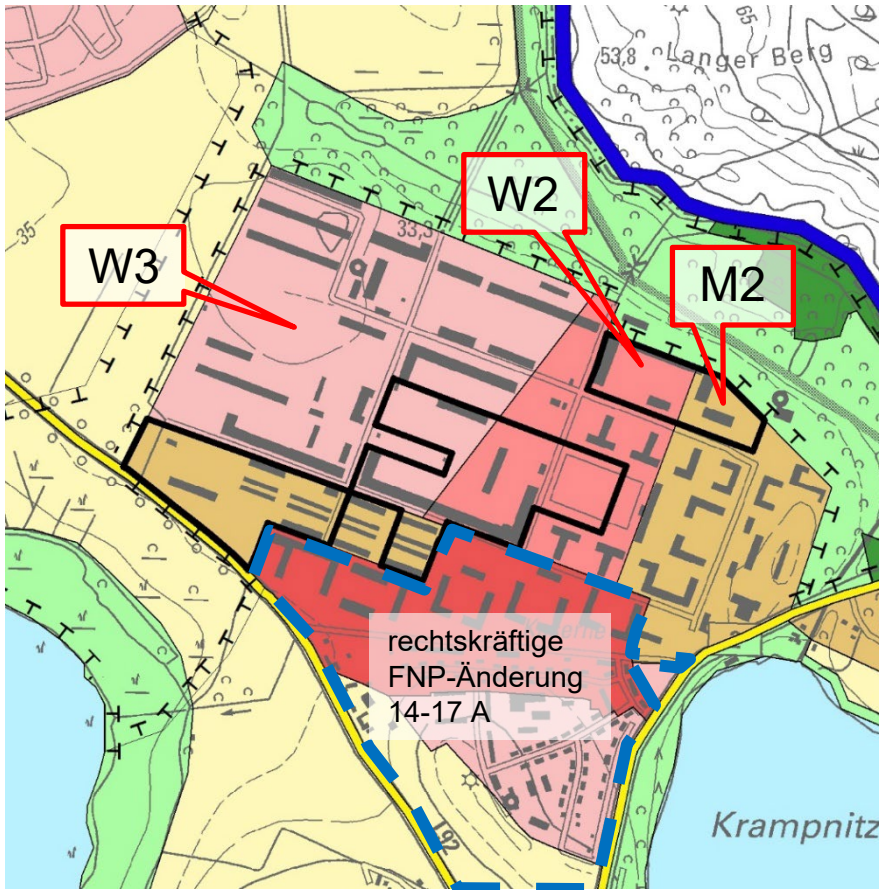 65
53,8
Langer Berg
W2
W3
M2
35
33,3
rechtskräftige
FNP-Änderung
14-17 A
Krampnitz